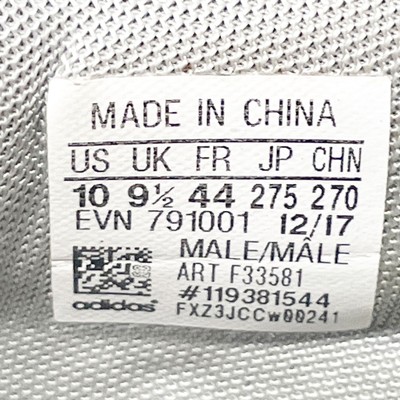 MADE IN CHINA
US UK FR JP CHN
10 9½ 44 275 270
EVN 791001 12/17
MALE/MÂLE
ART F33581
#119381544
adidas FXZ3JCCw00241